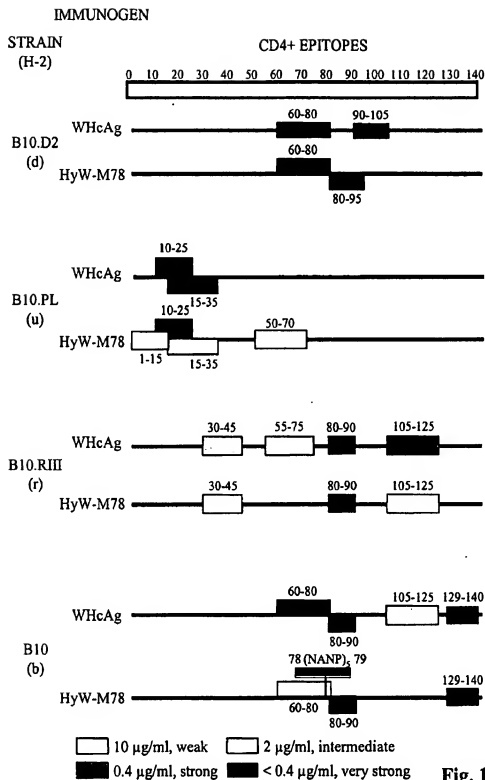 IMMUNOGEN
STRAIN
(H-2)
CD4+ EPITOPES
0 10 20 30 40 50 60 70 80 90 100 110 120 130 140
60-80 90-105
WHcAg
B10.D2
(d)
60-80
HyW-M78
80-95
10-25
WHcAg
15-35
B10.PL
(u)
10-25
50-70
HyW-M78
1-15 15-35
30-45 55-75 80-90 105-125
WHcAg
B10.RIII
(r)
30-45 80-90 105-125
HyW-M78
60-80 105-125 129-140
WHcAg
80-90
B10
(b)
78 (NANP)5 79
129-140
HyW-M78
60-80
80-90
10 µg/ml, weak 2 µg/ml, intermediate
0.4 µg/ml, strong < 0.4 µg/ml, very strong
Fig. 1